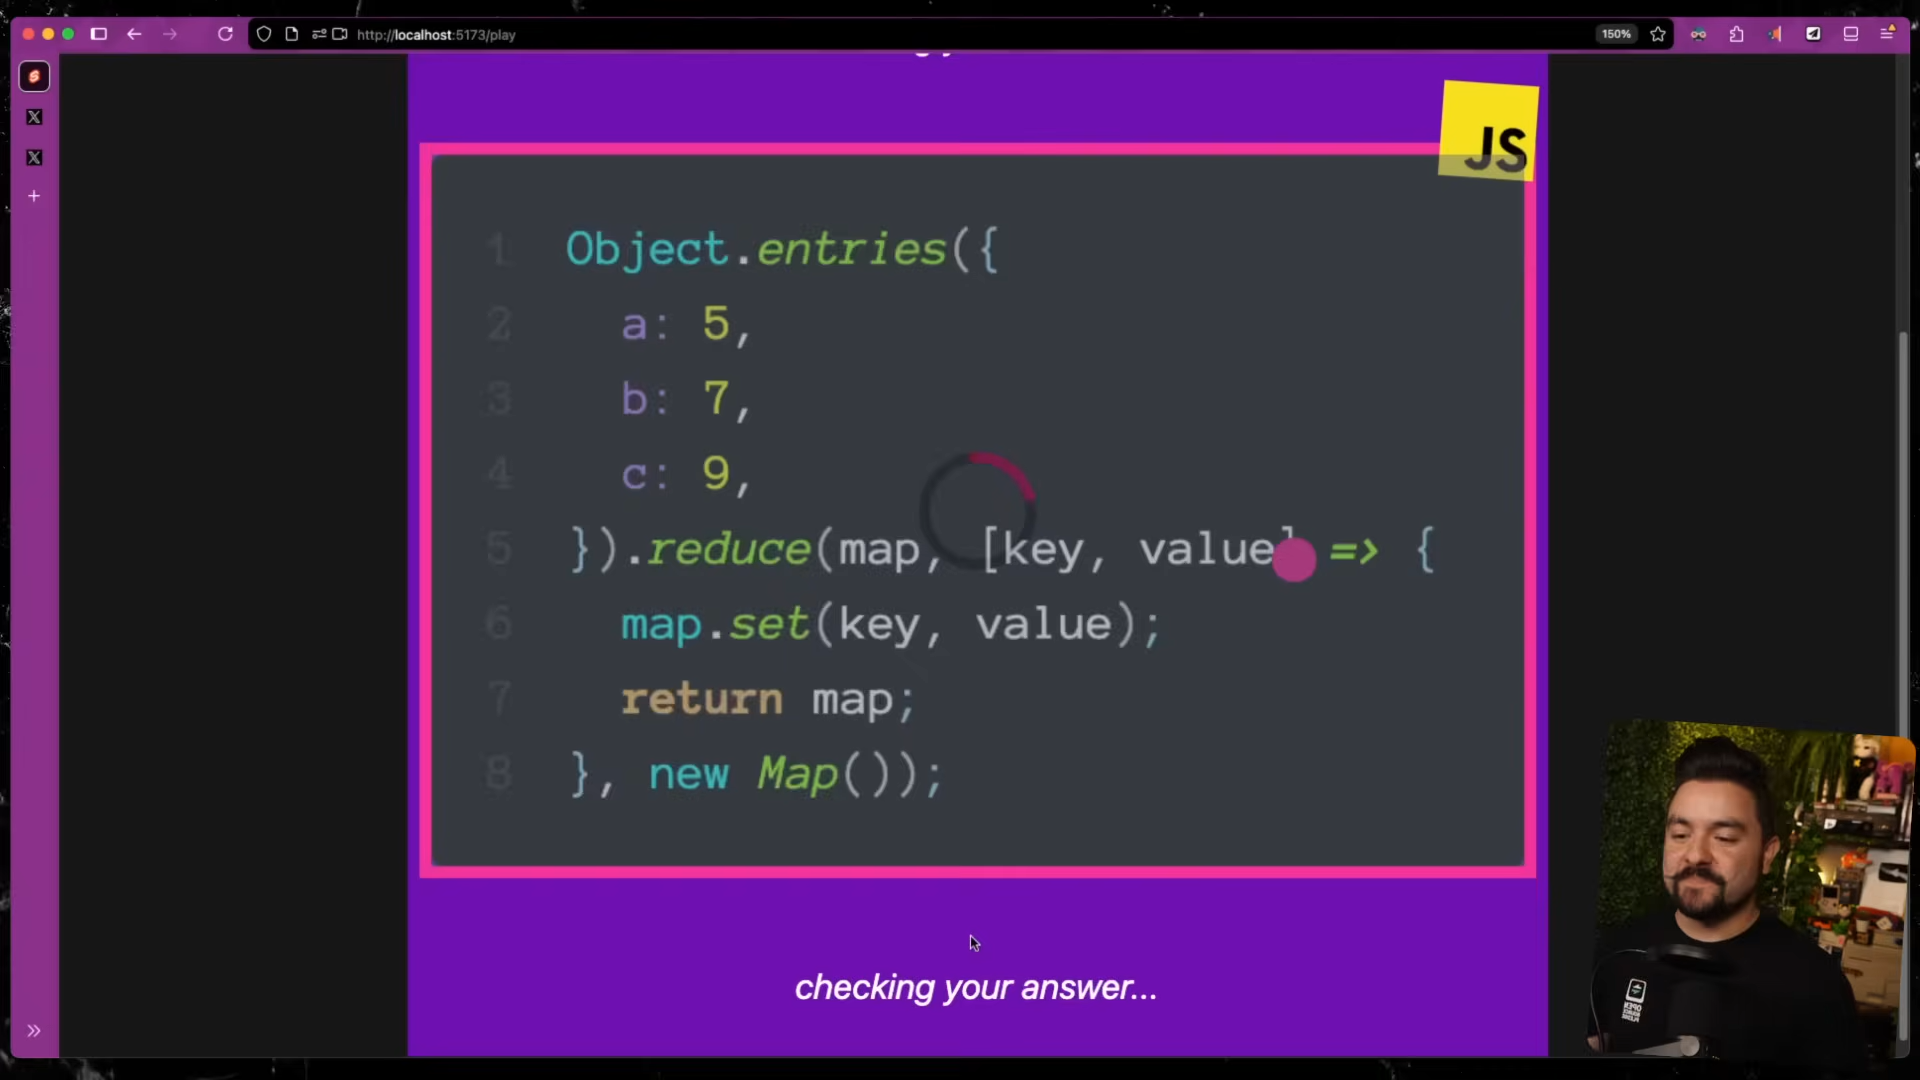 http://localhost:5173/play
150%
JS
1 Object.entries({
2 a: 5,
3 b: 7,
4 c: 9,
5 }).reduce(map, [key, value] => {
6 map.set(key, value);
7 return map;
8 }, new Map());
checking your answer...
OPEN